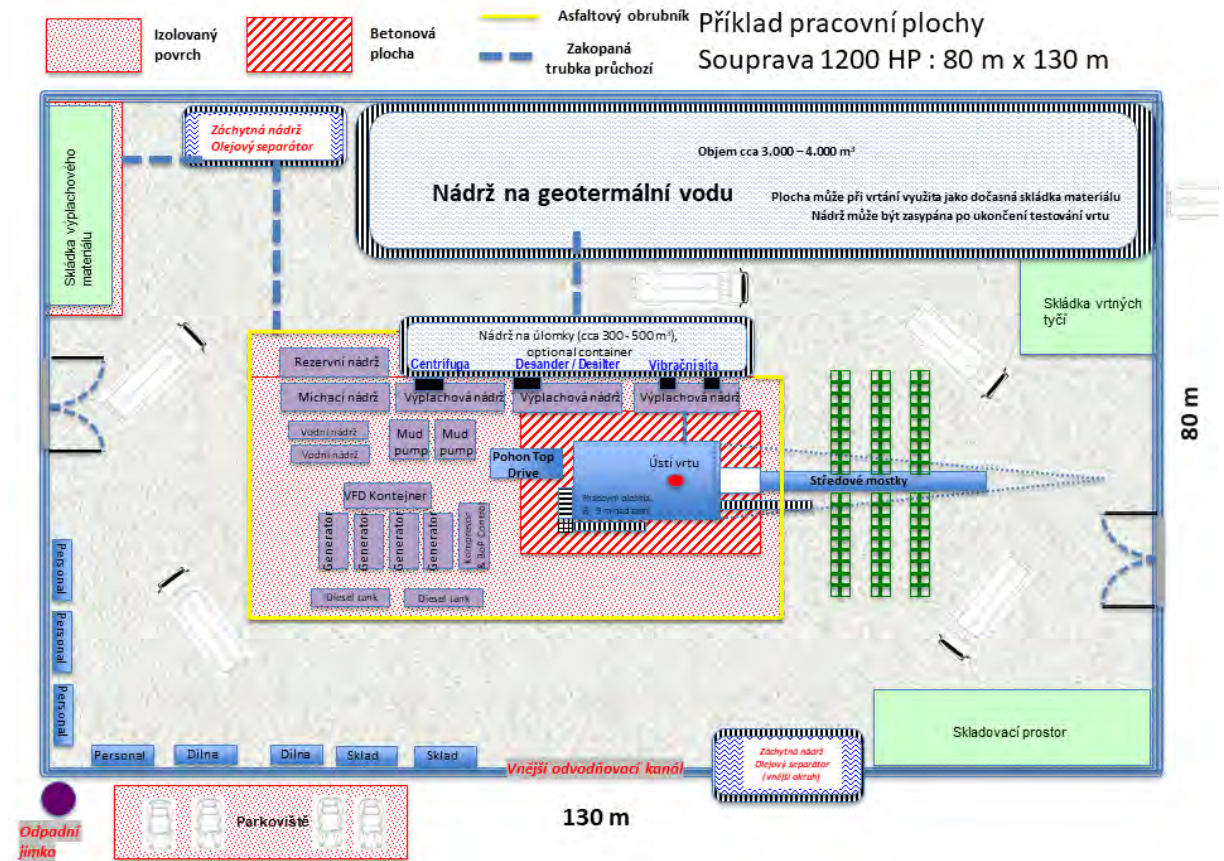 Izolovaný
povrch
Betonová
plocha
Asfaltový obrubník
Zakopaná
trubka průchozí
Příklad pracovní plochy
Souprava 1200 HP : 80 m x 130 m
Skládka výplachového
materiálu
Záchytná nádrž
Olejový separátor
Objem cca 3.000 – 4.000 m³
Nádrž na geotermální vodu
Plocha může při vrtání využita jako dočasná skládka materiálu
Nádrž může být zasypána po ukončení testování vrtu
Skládka vrtných
tyčí
Nádrž na úlomky (cca 300 - 500 m³),
optional container
Rezervní nádrž
Centrifuga
Desander / Desilter
Vibrační síta
Míchací nádrž
Výplachová nádrž
Výplachová nádrž
Výplachová nádrž
Vodní nádrž
Vodní nádrž
Mud
pump
Mud
pump
Pohon Top
Drive
Ústí vrtu
Středové mostky
Pracovní plošina,
VFD Kontejner
Generator
Generator
Generator
Generator
Kompresor
& BoP Control
Diesel tank
Diesel tank
80 m
Personal
Personal
Personal
Personal
Dílna
Dílna
Sklad
Sklad
Vnější odvodňovací kanál
Záchytná nádrž
Olejový separátor
(vnější okruh)
Skladovací prostor
130 m
Parkoviště
Odpadní
jímka